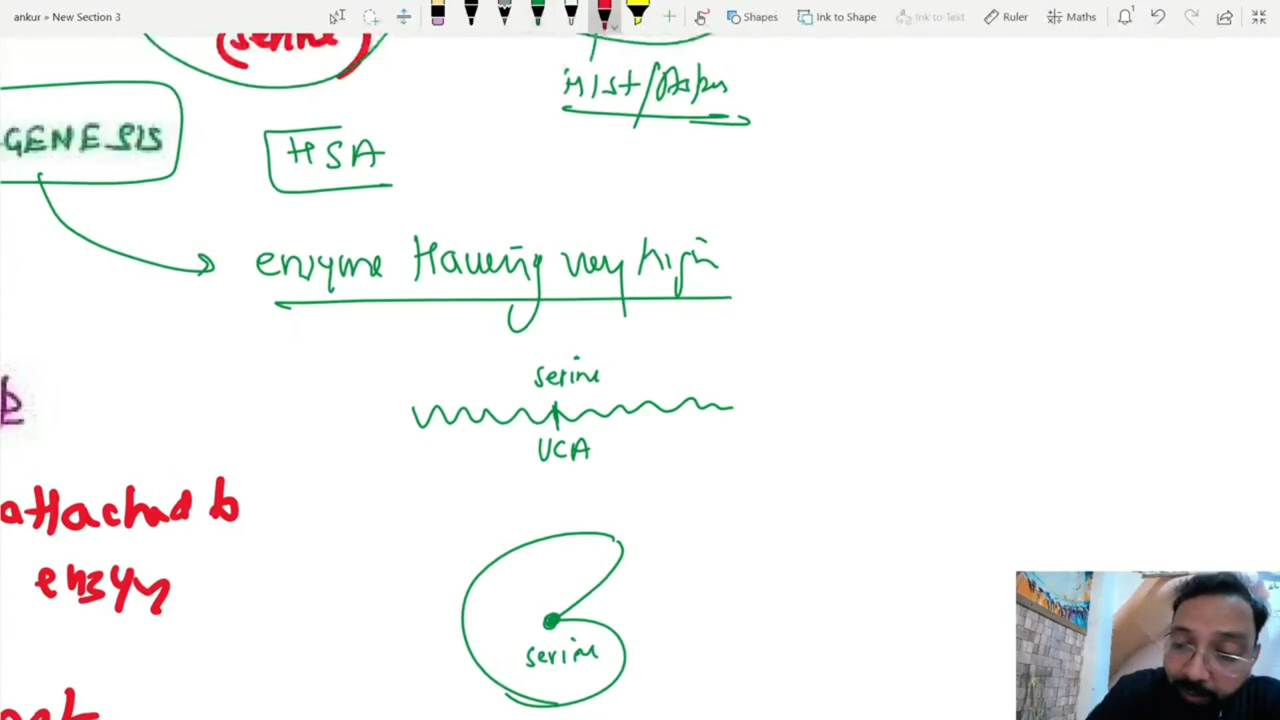 ankur » New Section 3
Shapes Ink to Shape Ink to Text Ruler Maths
(serine)
Hist/Aspar
GENESIS
HSA
enzyme Having very high
serine
UCA
attached to
enzym
serine